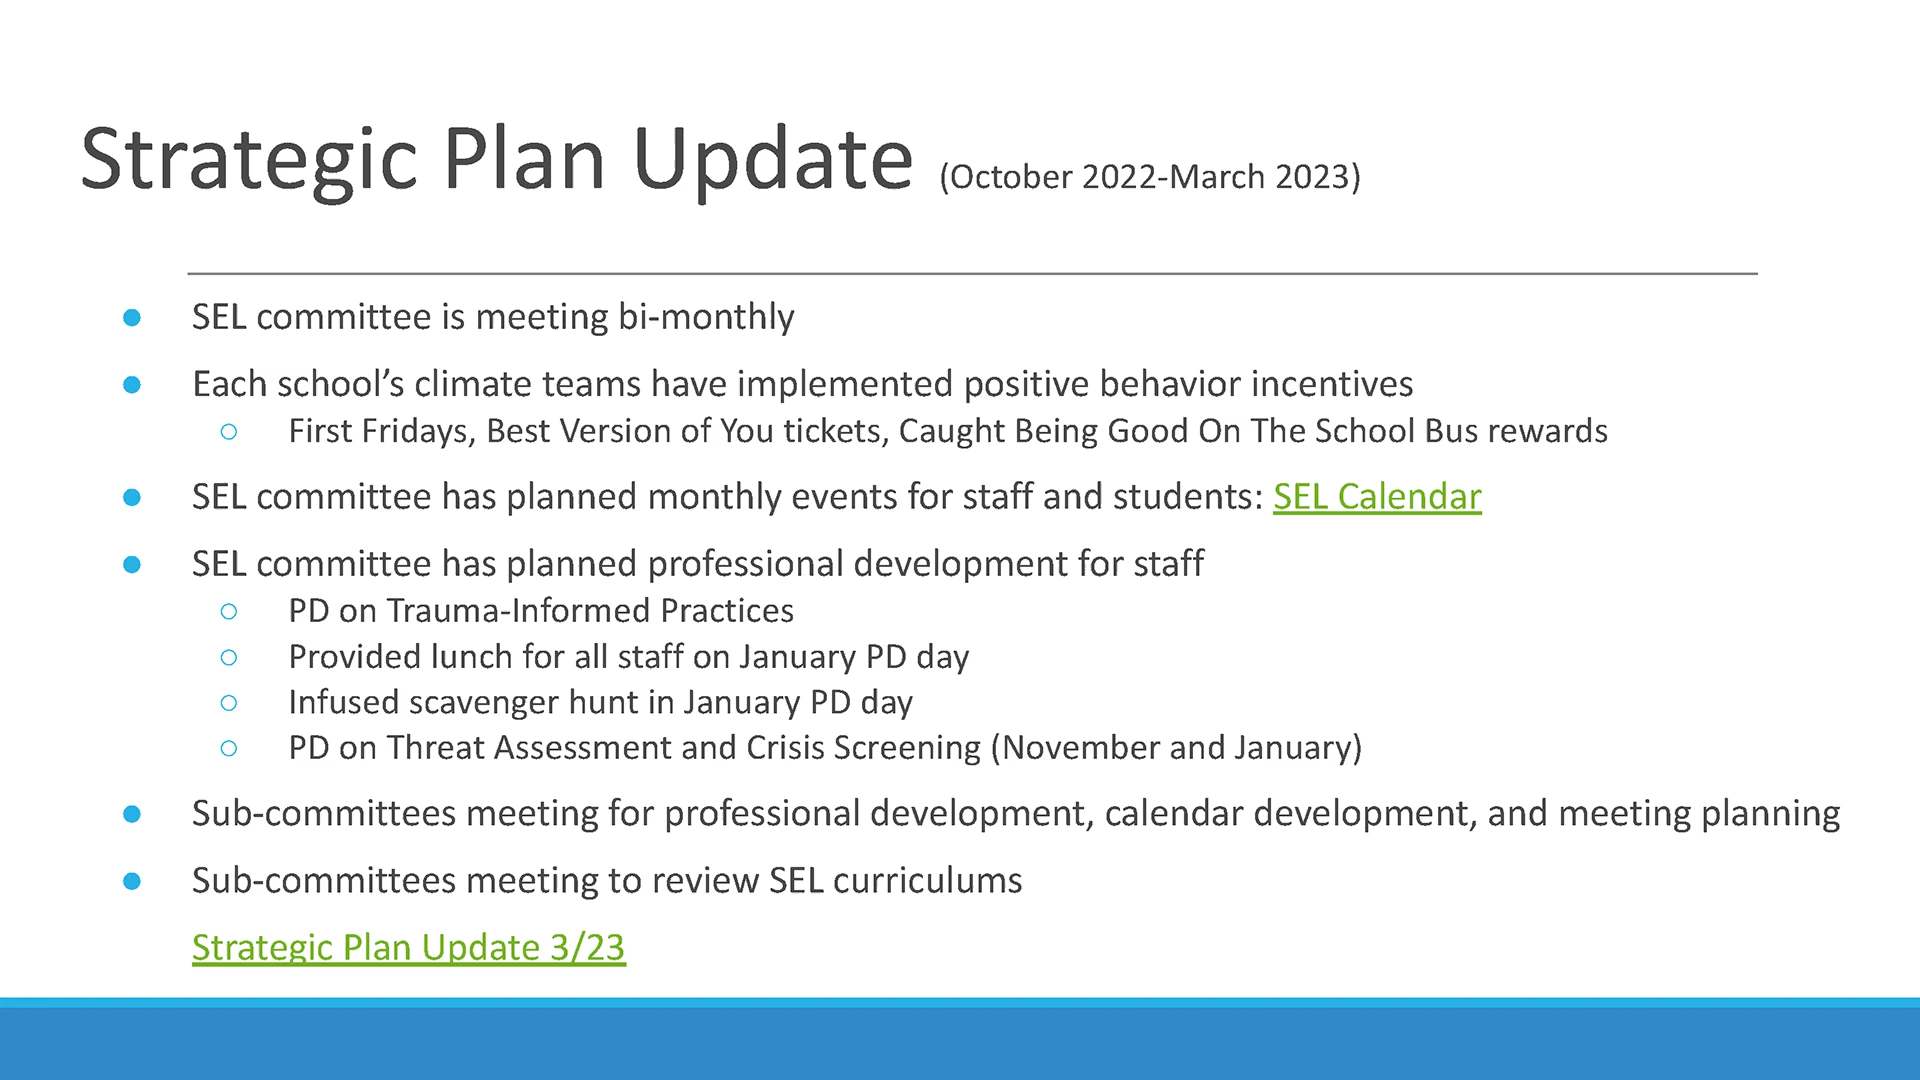 Strategic Plan Update (October 2022-March 2023)
● SEL committee is meeting bi-monthly
● Each school’s climate teams have implemented positive behavior incentives
○ First Fridays, Best Version of You tickets, Caught Being Good On The School Bus rewards
● SEL committee has planned monthly events for staff and students: SEL Calendar
● SEL committee has planned professional development for staff
○ PD on Trauma-Informed Practices
○ Provided lunch for all staff on January PD day
○ Infused scavenger hunt in January PD day
○ PD on Threat Assessment and Crisis Screening (November and January)
● Sub-committees meeting for professional development, calendar development, and meeting planning
● Sub-committees meeting to review SEL curriculums
Strategic Plan Update 3/23